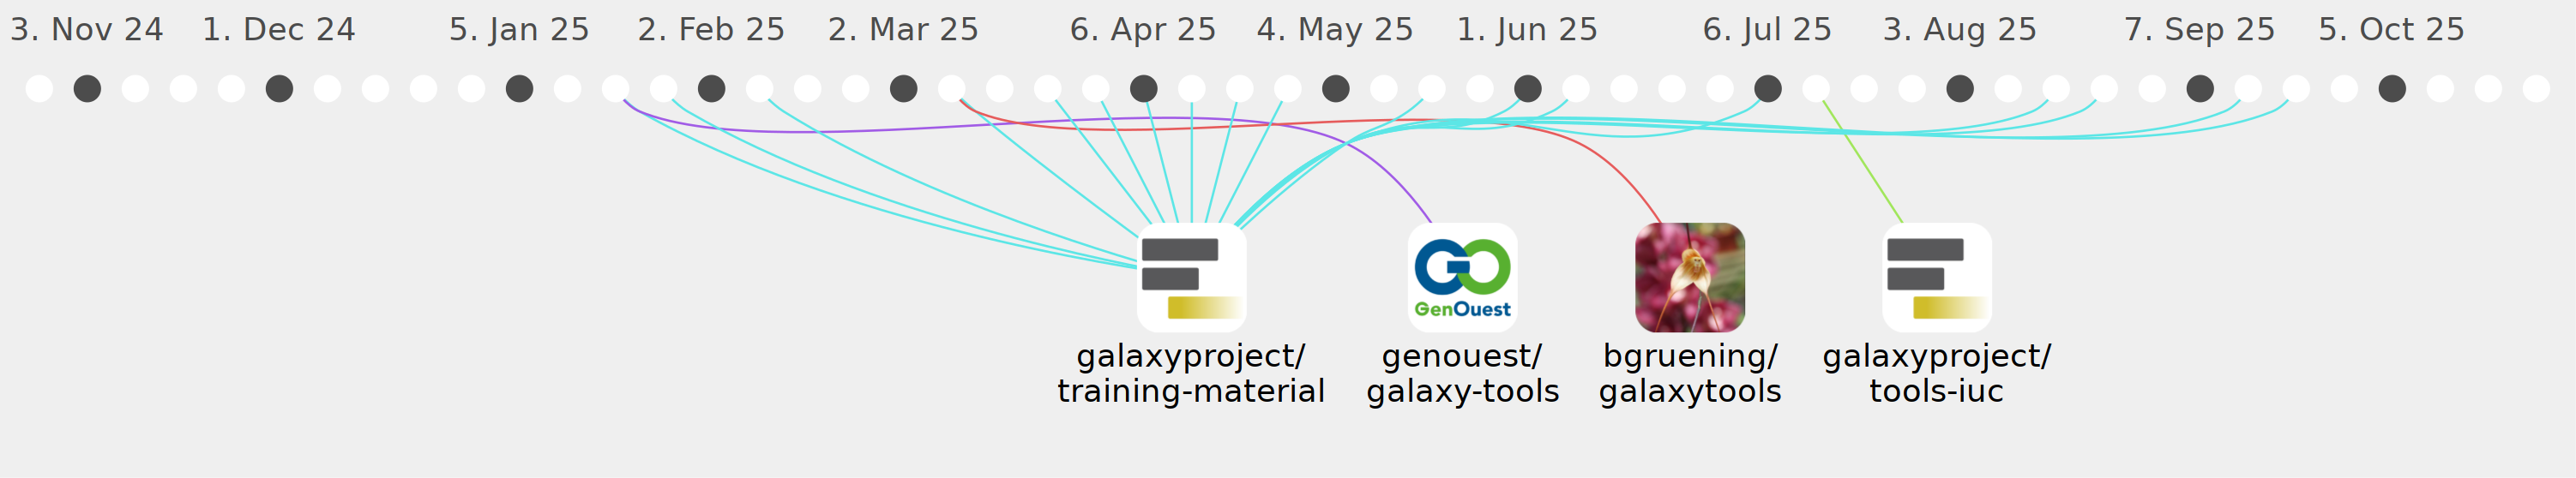 3. Nov 24 1. Dec 24 5. Jan 25 2. Feb 25 2. Mar 25 6. Apr 25 4. May 25 1. Jun 25 6. Jul 25 3. Aug 25 7. Sep 25 5. Oct 25
GenOuest
galaxyproject/ genouest/ bgruening/ galaxyproject/
training-material galaxy-tools galaxytools tools-iuc